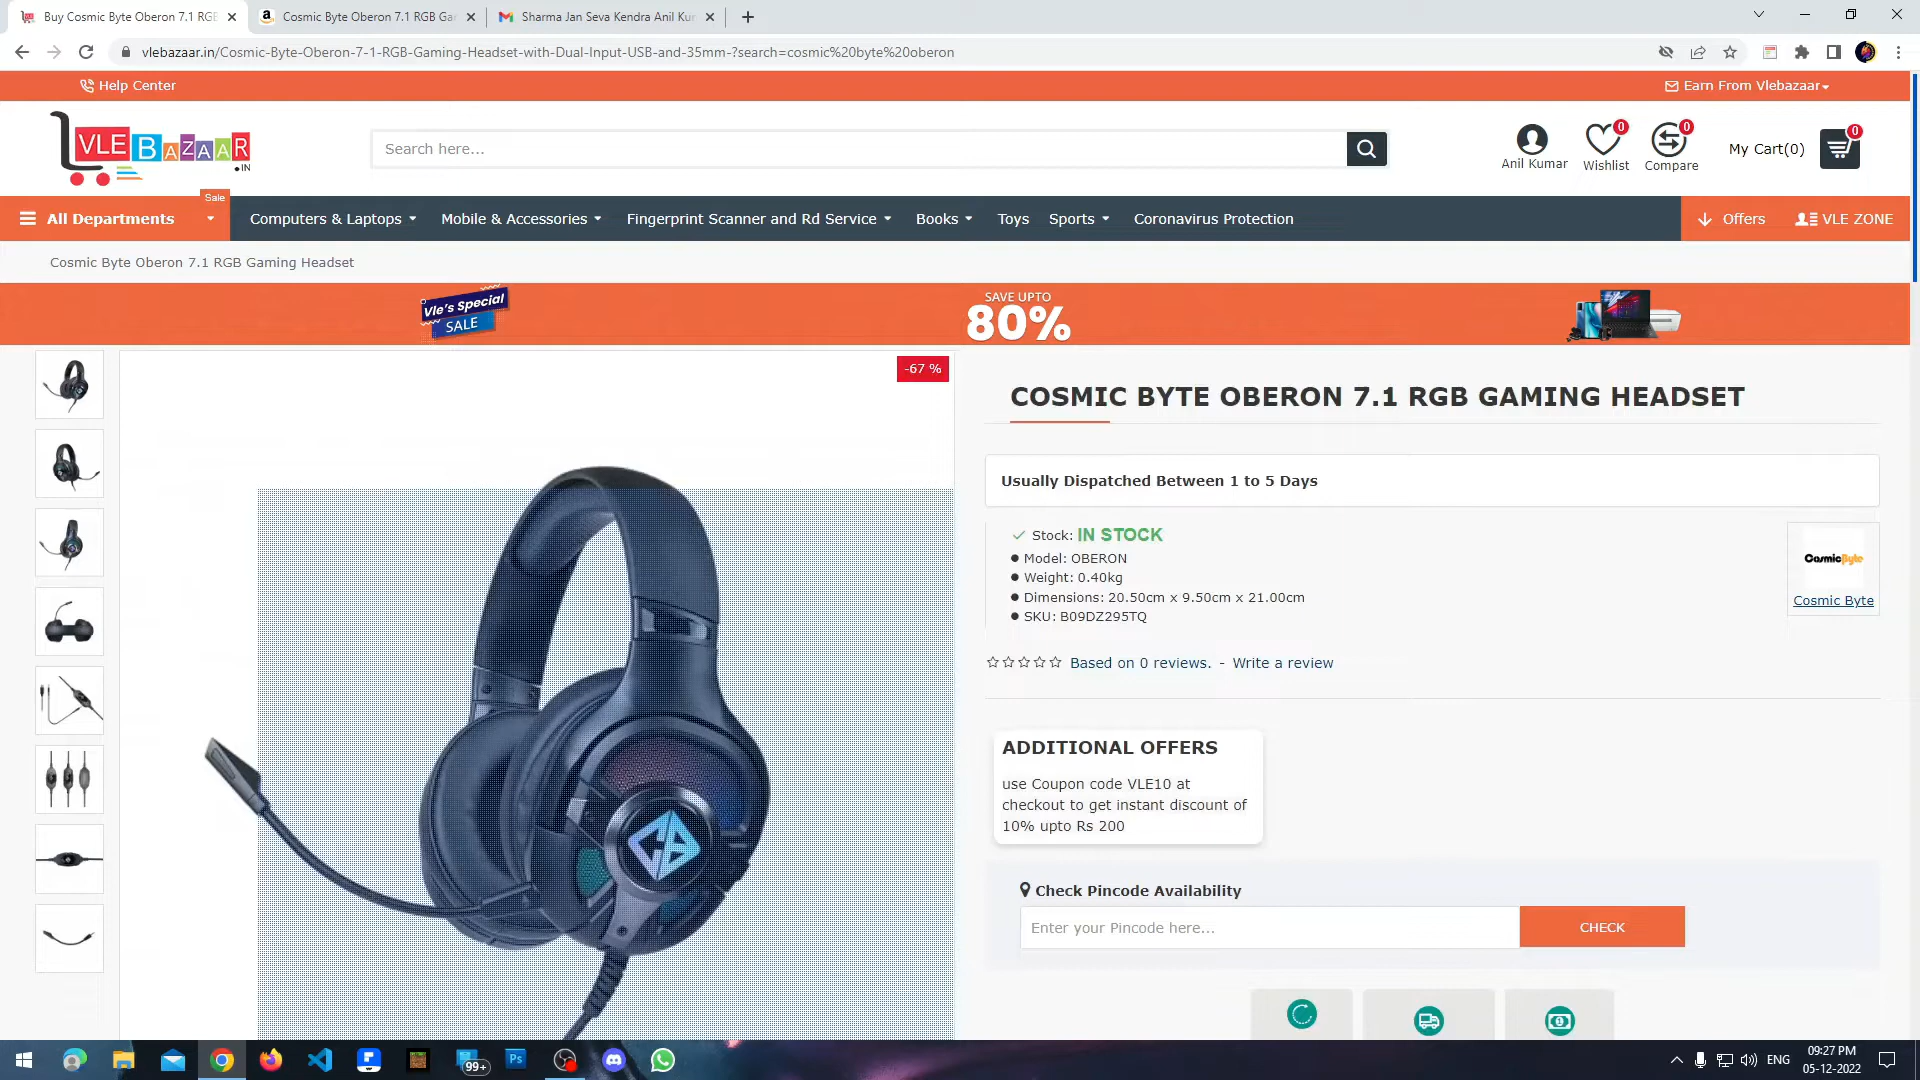 Buy Cosmic Byte Oberon 7.1 RGB
Cosmic Byte Oberon 7.1 RGB Ga
Sharma Jan Seva Kendra Anil Ku
vlebazaar.in/Cosmic-Byte-Oberon-7-1-RGB-Gaming-Headset-with-Dual-Input-USB-and-35mm-?search=cosmic%20byte%20oberon
Help Center
Earn From Vlebazaar
VLE BAZAAR .IN
Search here...
Anil Kumar
0
Wishlist
0
Compare
My Cart(0)
0
Sale
All Departments
Computers & Laptops
Mobile & Accessories
Fingerprint Scanner and Rd Service
Books
Toys
Sports
Coronavirus Protection
Offers
VLE ZONE
Cosmic Byte Oberon 7.1 RGB Gaming Headset
Vle's Special
SALE
SAVE UPTO
80%
-67 %
COSMIC BYTE OBERON 7.1 RGB GAMING HEADSET
Usually Dispatched Between 1 to 5 Days
Stock: IN STOCK
Model: OBERON
Weight: 0.40kg
Dimensions: 20.50cm x 9.50cm x 21.00cm
SKU: B09DZ295TQ
CosmicByte
Cosmic Byte
Based on 0 reviews. - Write a review
ADDITIONAL OFFERS
use Coupon code VLE10 at
checkout to get instant discount of
10% upto Rs 200
Check Pincode Availability
Enter your Pincode here...
CHECK
99+
Ps
ENG
09:27 PM
05-12-2022